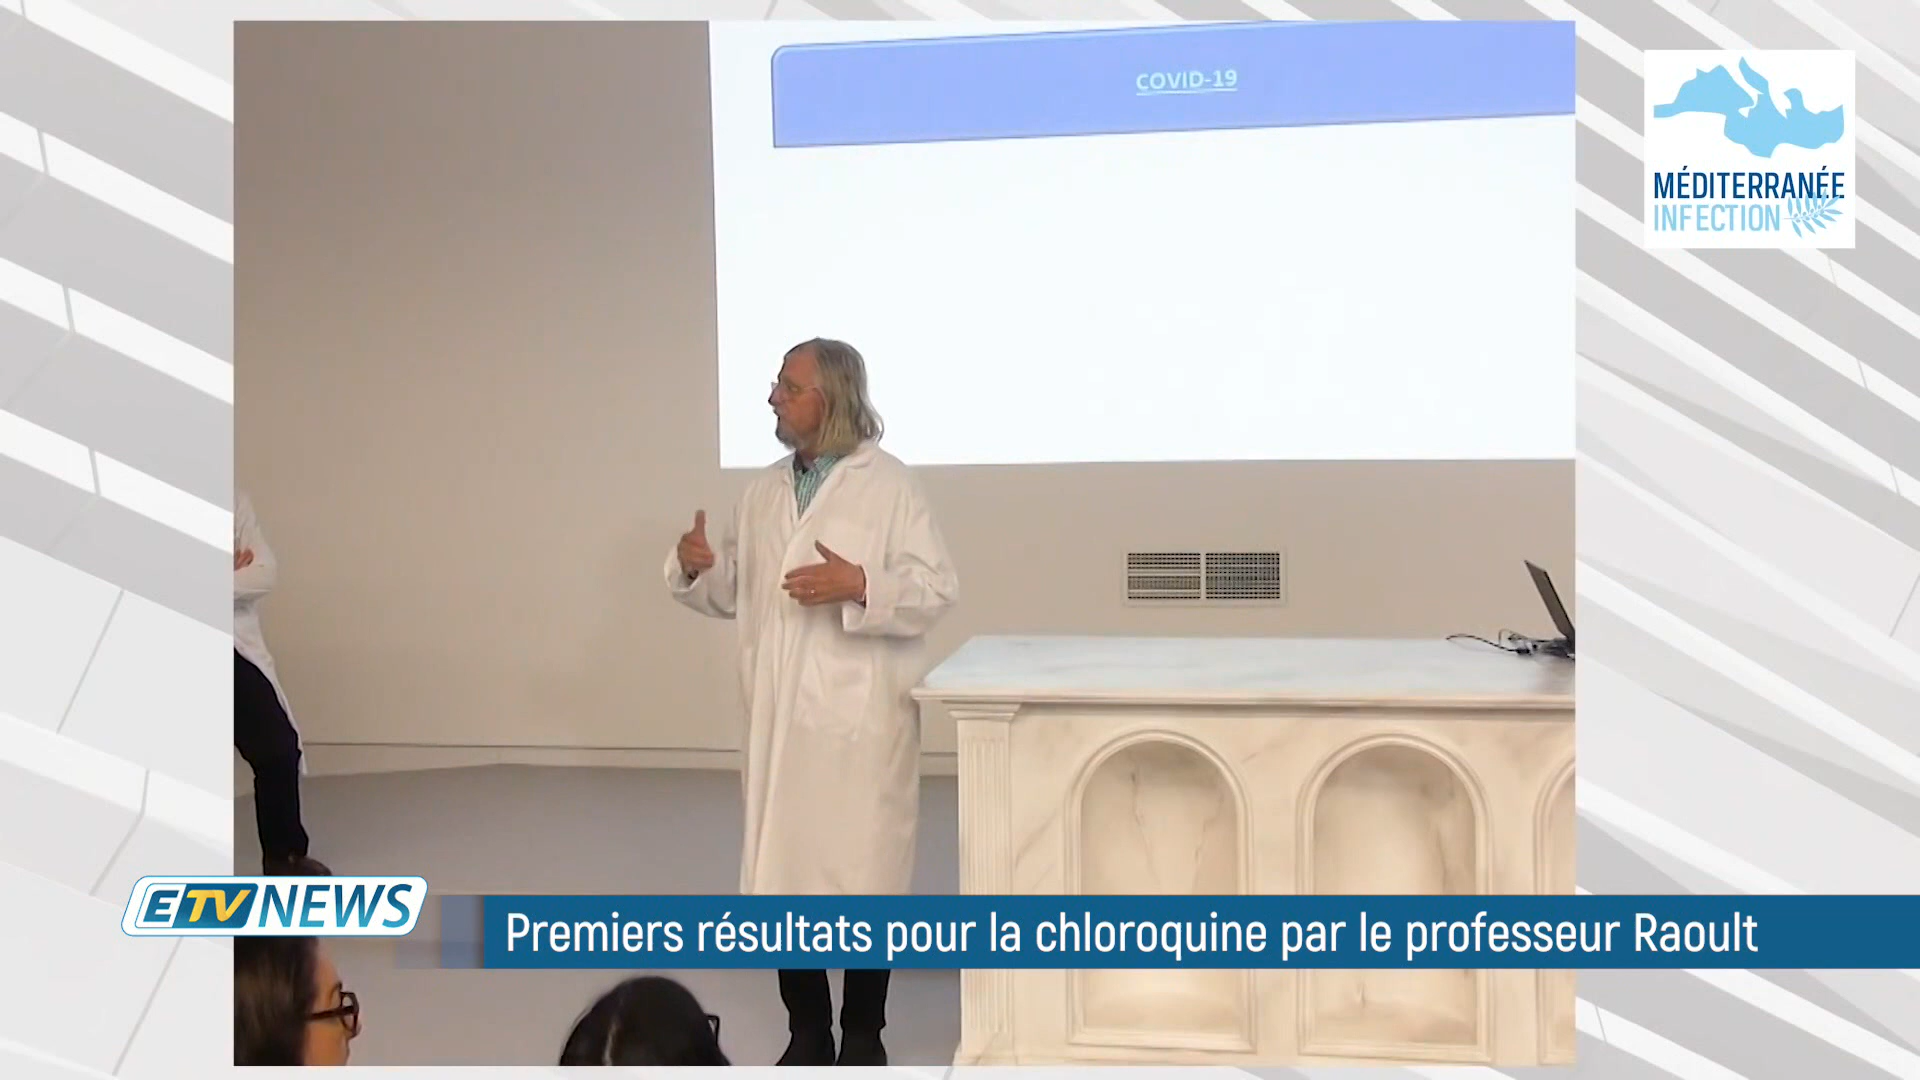 COVID-19
MÉDITERRANÉE
INFECTION
ETV NEWS
Premiers résultats pour la chloroquine par le professeur Raoult